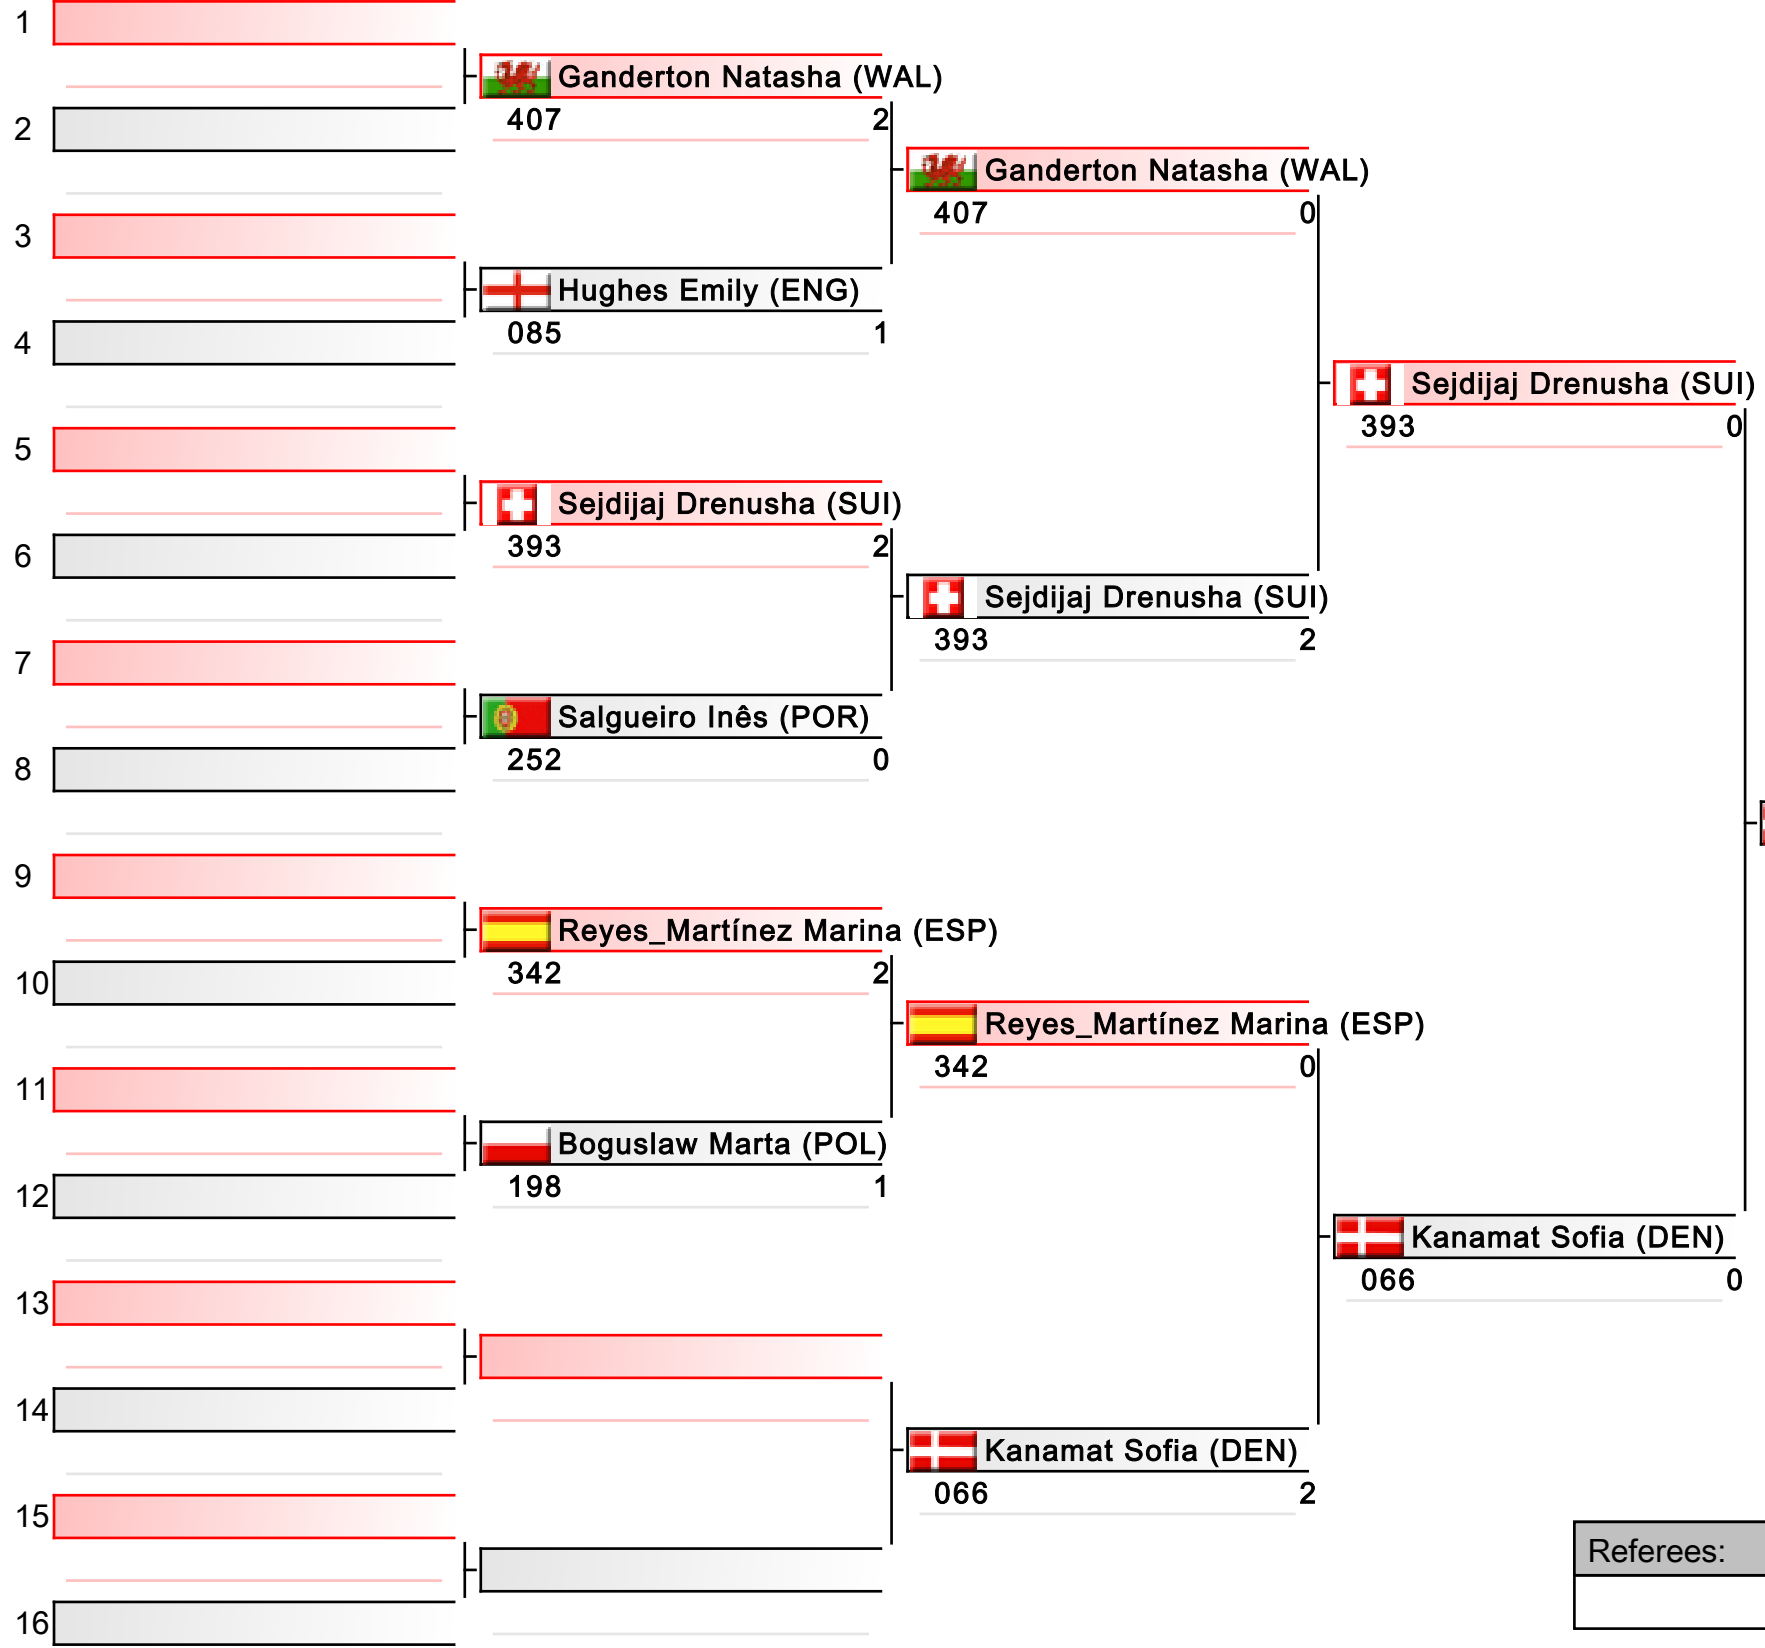 1
Ganderton Natasha (WAL)
407 2
2
Ganderton Natasha (WAL)
407 0
3
Hughes Emily (ENG)
085 1
4
Sejdijaj Drenusha (SUI)
393 0
5
Sejdijaj Drenusha (SUI)
393 2
6
Sejdijaj Drenusha (SUI)
393 2
7
Salgueiro Inês (POR)
252 0
8
9
Reyes_Martínez Marina (ESP)
342 2
10
Reyes_Martínez Marina (ESP)
342 0
11
Boguslaw Marta (POL)
198 1
12
Kanamat Sofia (DEN)
066 0
13
14
Kanamat Sofia (DEN)
066 2
15
Referees:
16